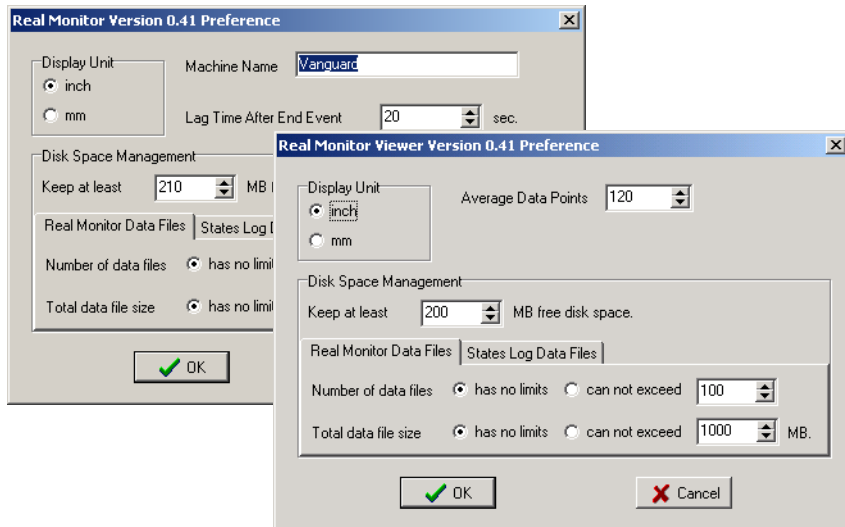 Real Monitor Version 0.41 Preference
Display Unit
inch
mm
Machine Name Vanguard
Lag Time After End Event 20 sec.
Disk Space Management
Keep at least 210 MB
Real Monitor Data Files States Log
Number of data files has no
Total data file size has no
OK
Real Monitor Viewer Version 0.41 Preference
Display Unit
inch
mm
Average Data Points 120
Disk Space Management
Keep at least 200 MB free disk space.
Real Monitor Data Files States Log Data Files
Number of data files has no limits can not exceed 100
Total data file size has no limits can not exceed 1000 MB.
OK Cancel